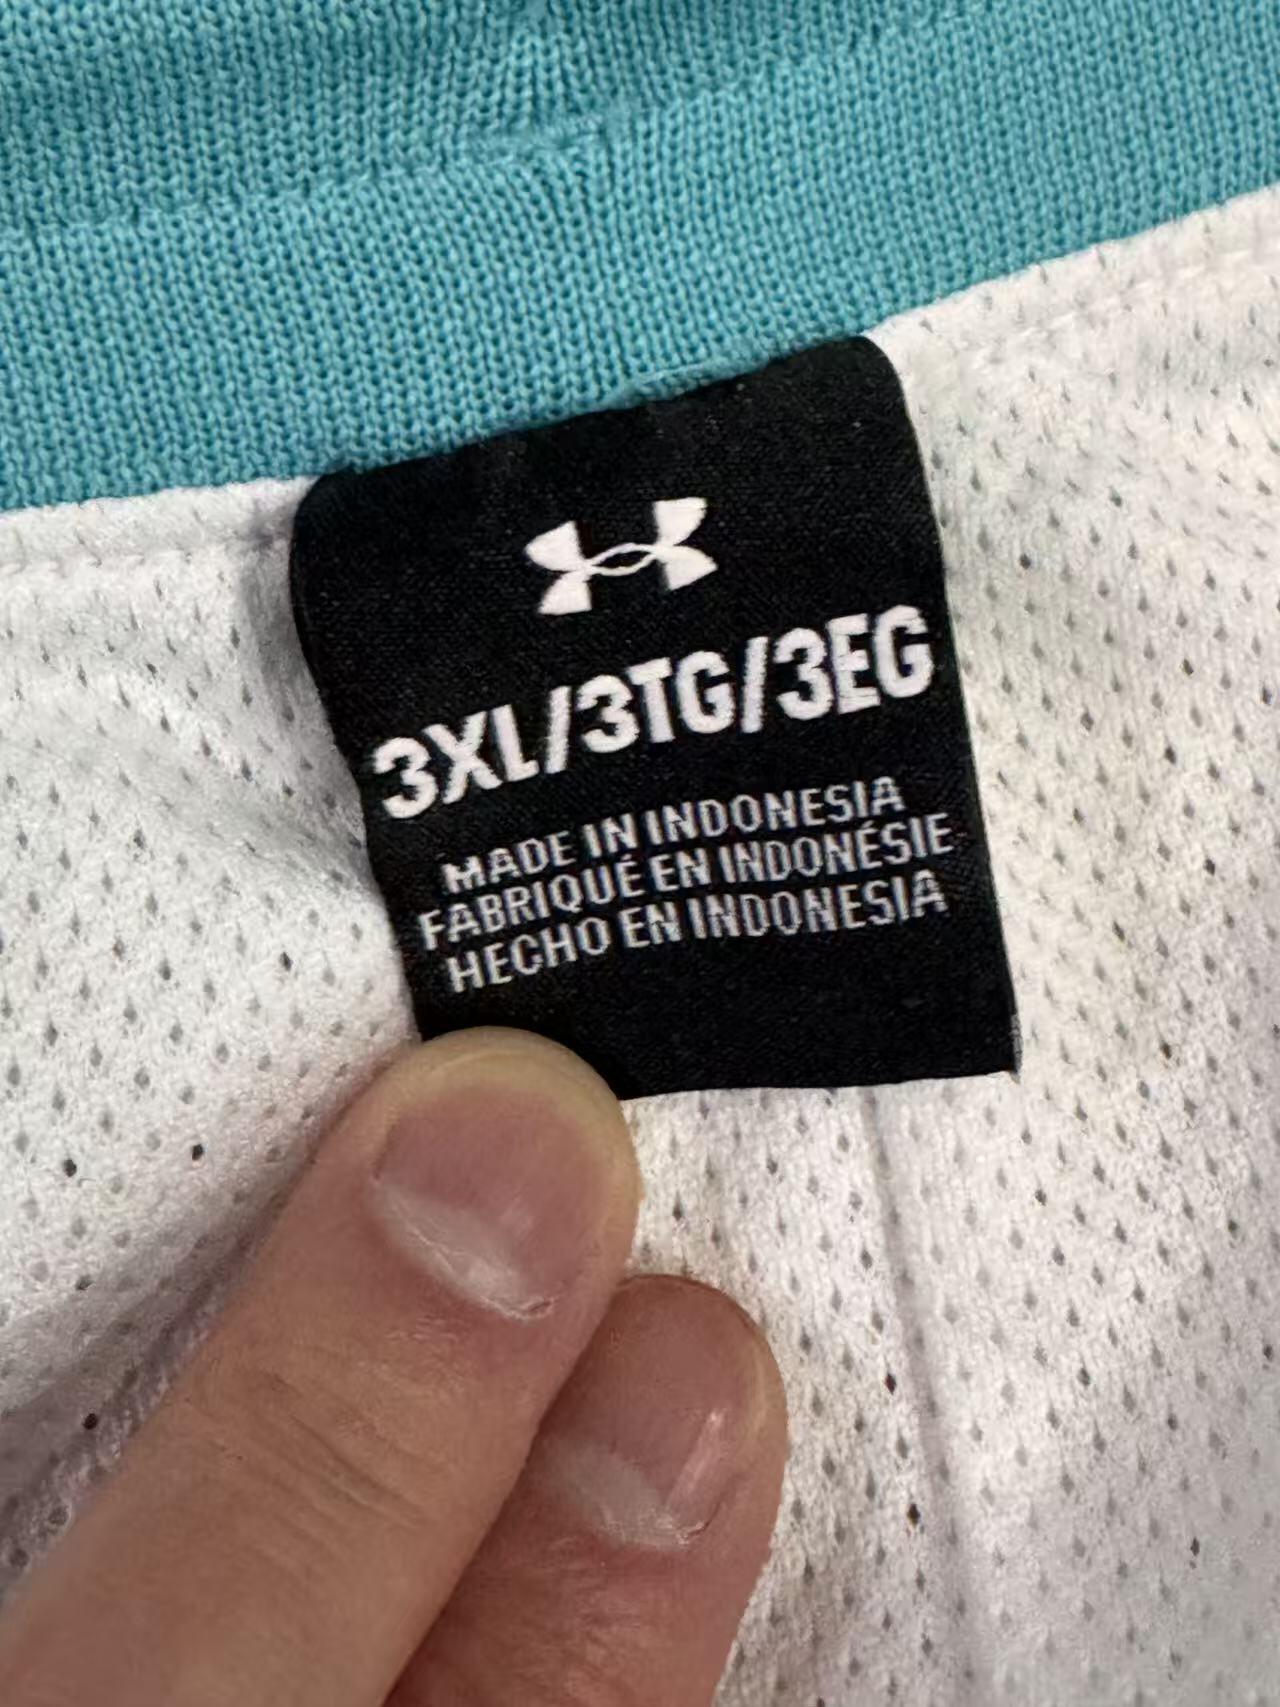 3XL/3TG/3EG
MADE IN INDONESIA
FABRIQUÉ EN INDONÉSIE
HECHO EN INDONESIA